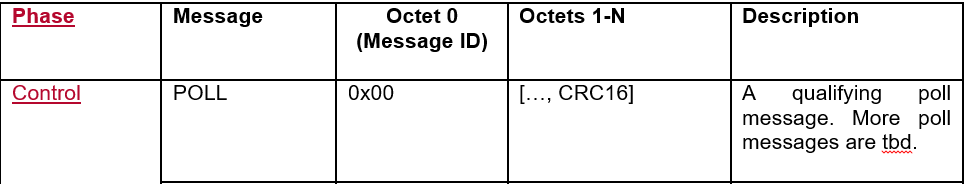 Phase Message Octet 0 Octets 1-N Description
(Message ID)
Control POLL 0x00 […, CRC16] A qualifying poll
message. More poll
messages are tbd.